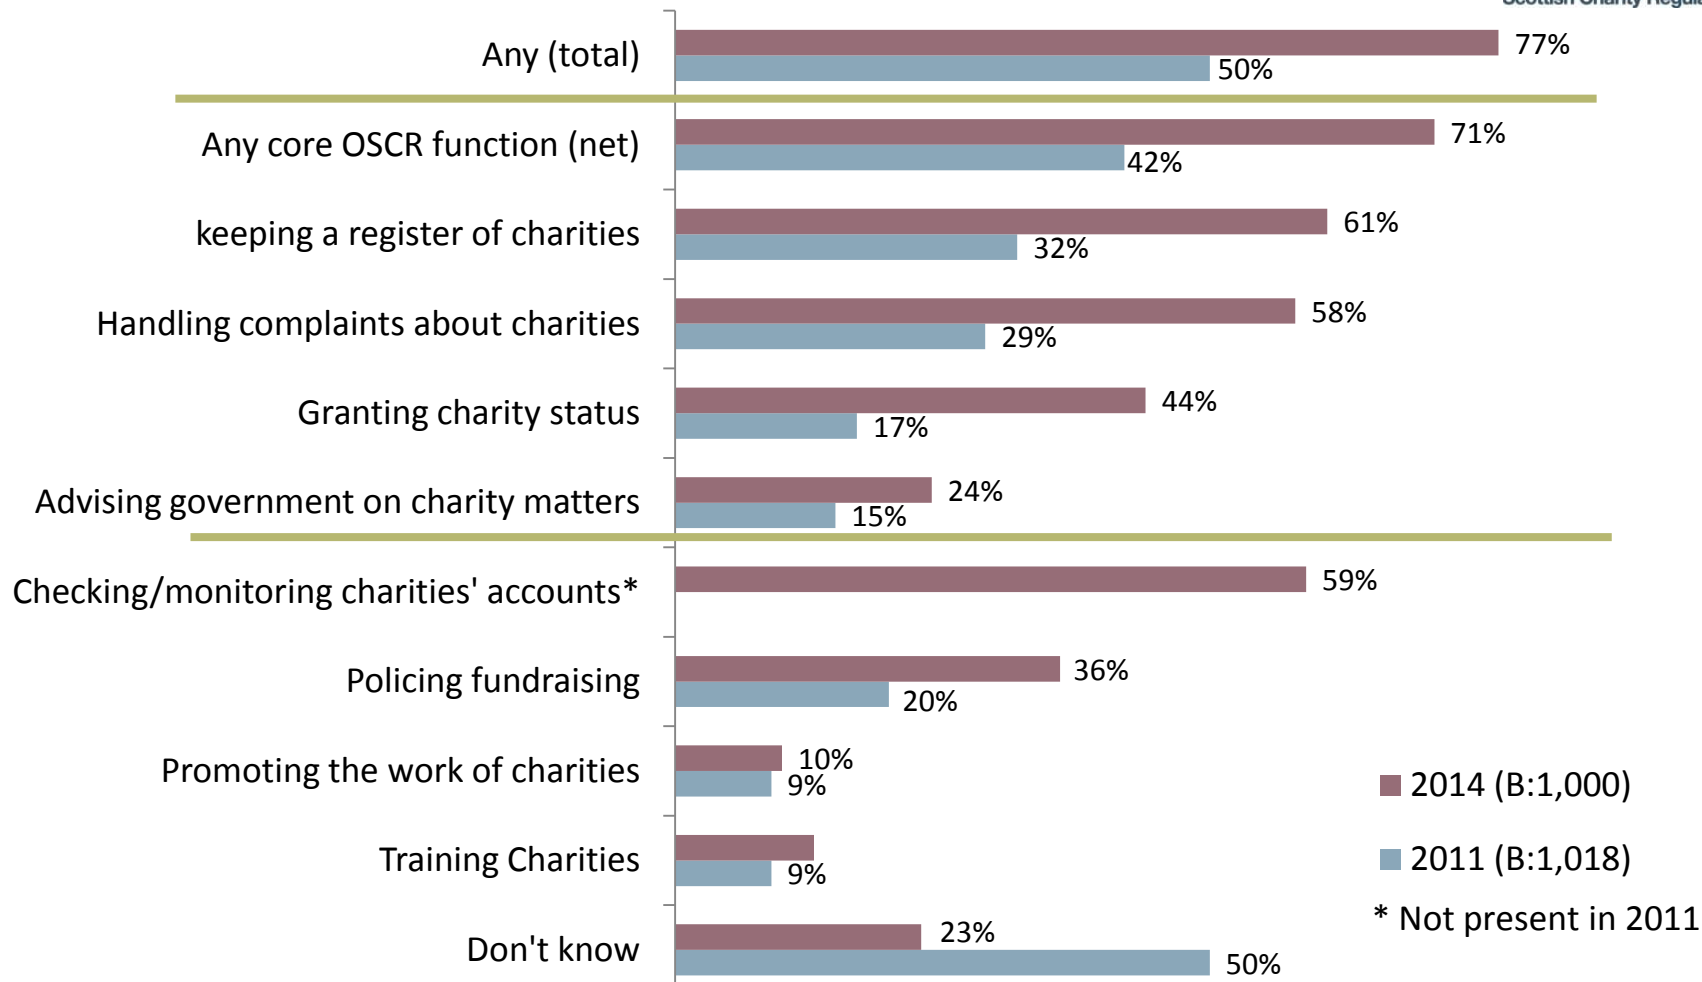 Any (total)
77%
50%
Any core OSCR function (net)
71%
42%
keeping a register of charities
61%
32%
Handling complaints about charities
58%
29%
Granting charity status
44%
17%
Advising government on charity matters
24%
15%
Checking/monitoring charities' accounts*
59%
Policing fundraising
36%
20%
Promoting the work of charities
10%
9%
Training Charities
9%
Don't know
23%
50%
2014 (B:1,000)
2011 (B:1,018)
* Not present in 2011